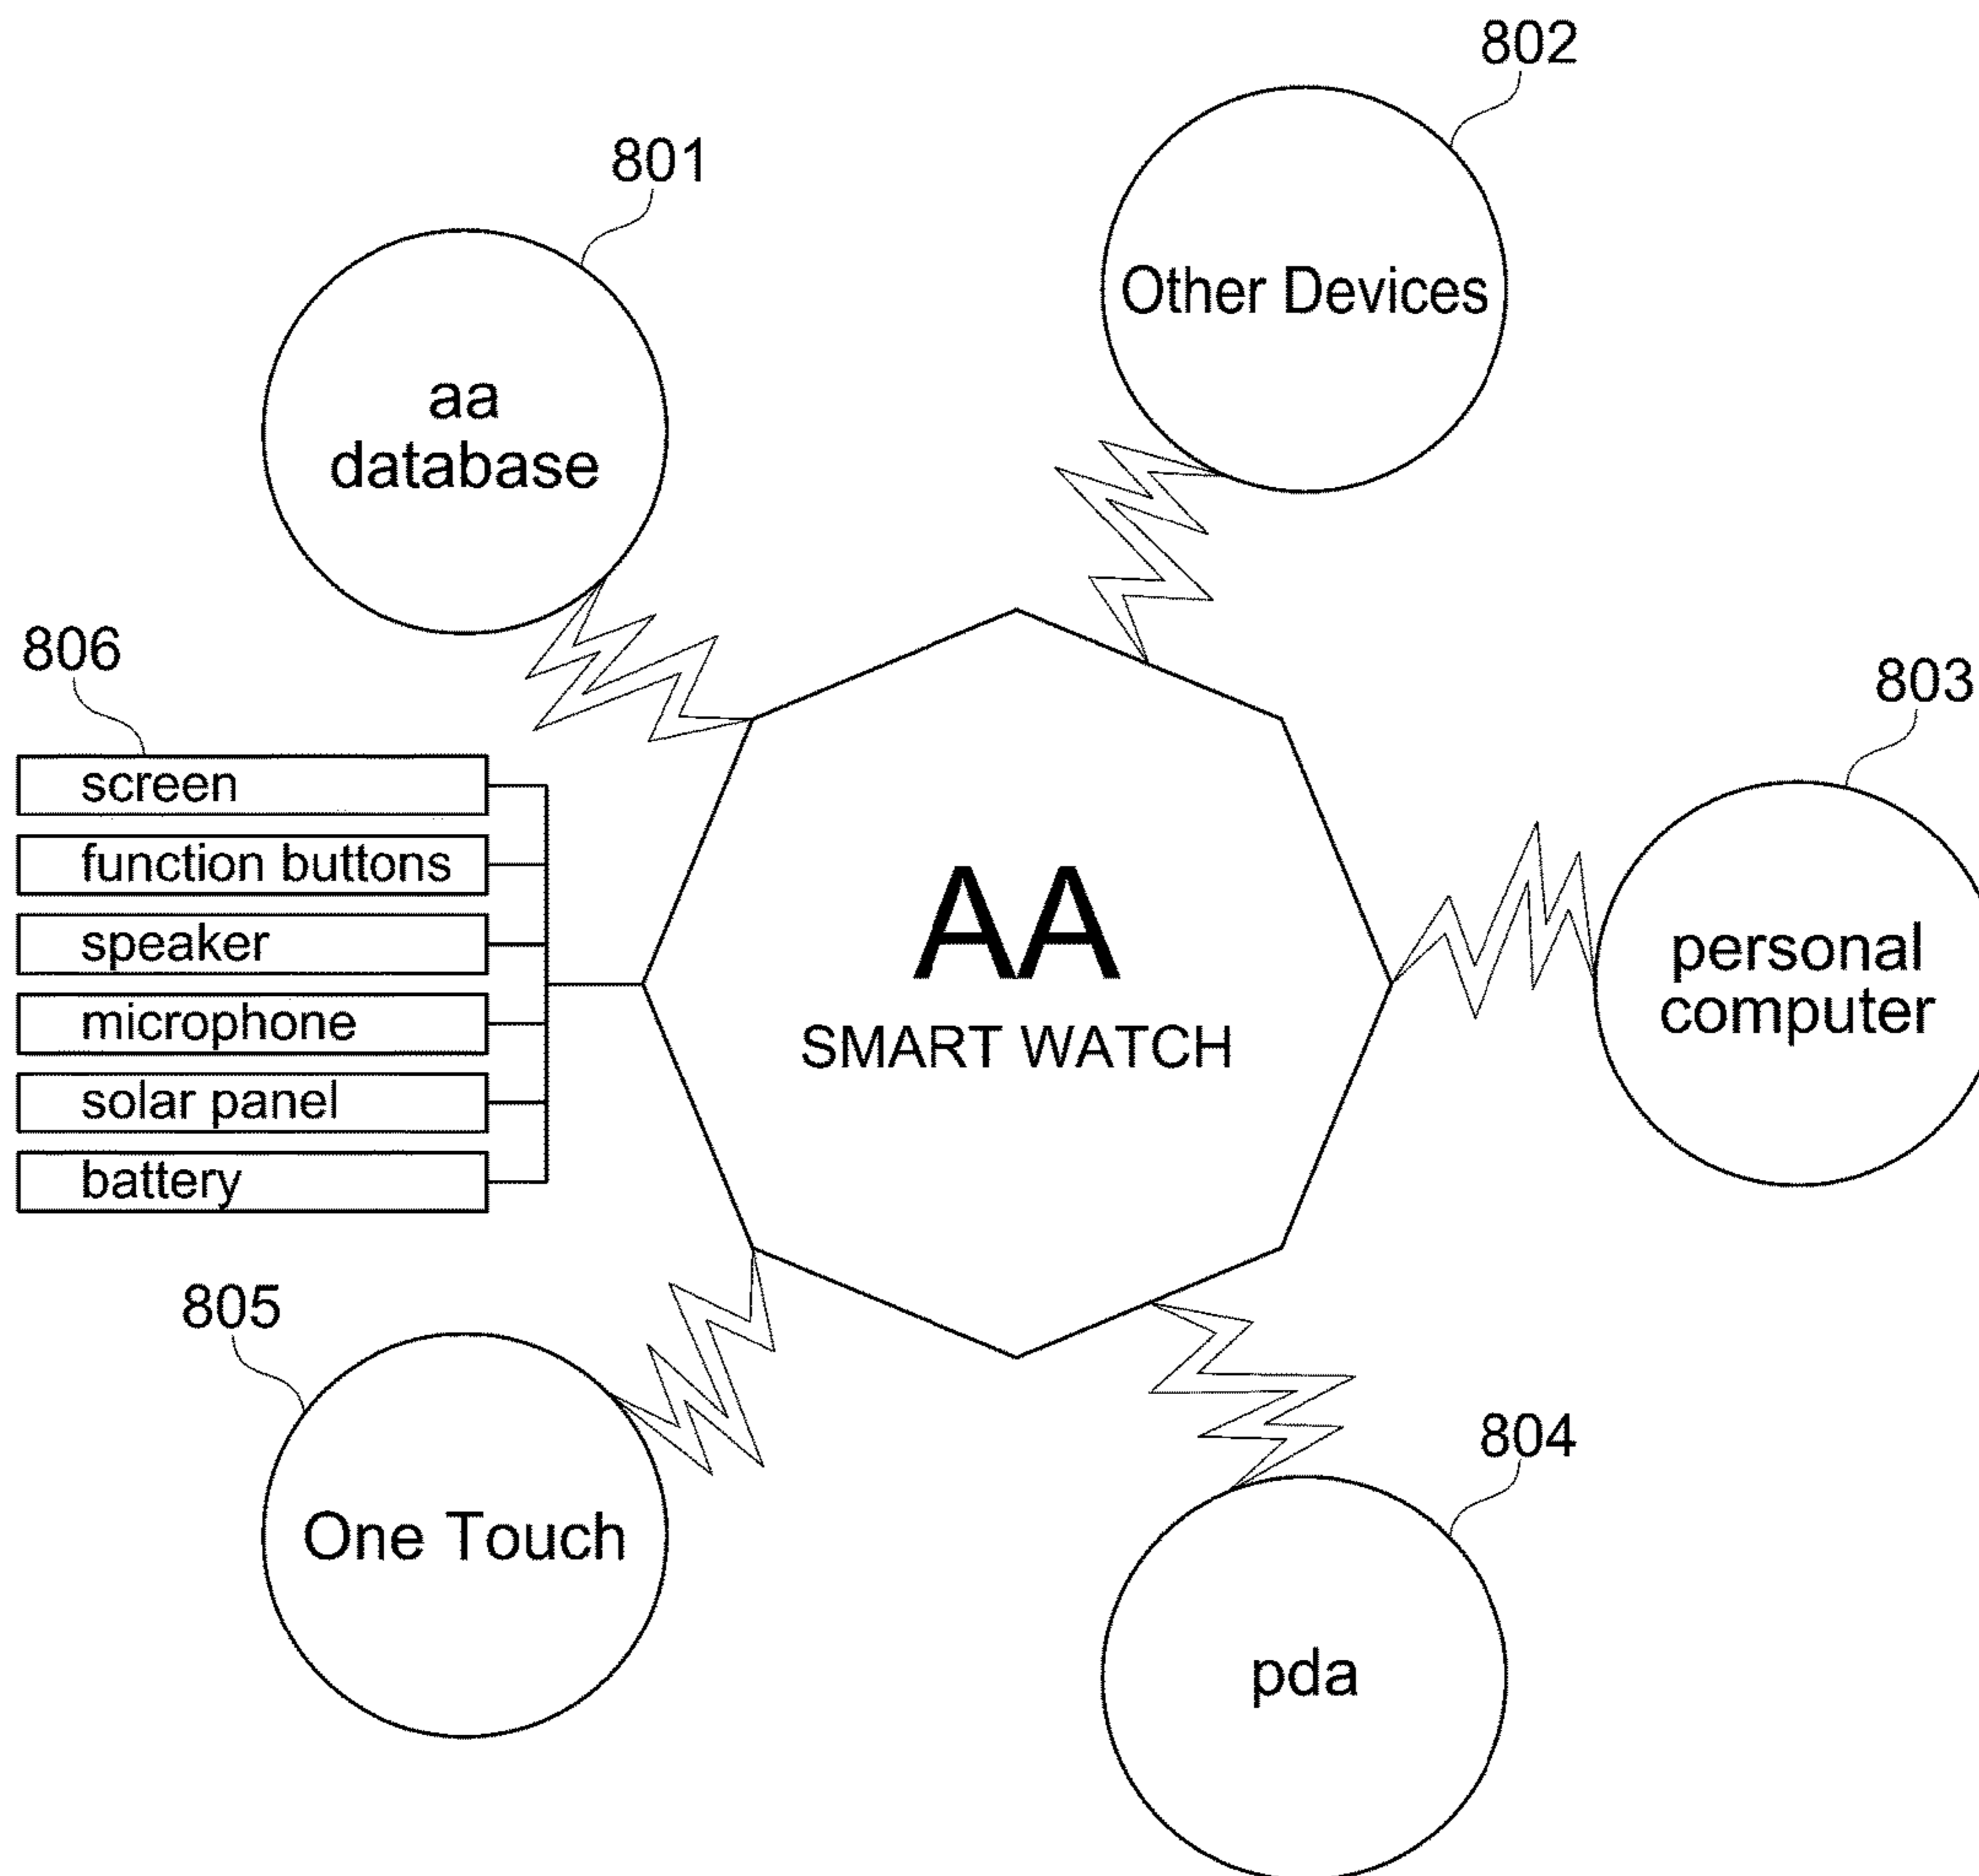 802
801
Other Devices
aa
database
806
803
screen
function buttons
speaker
microphone
solar panel
battery
AA
SMART WATCH
personal
computer
805
804
One Touch
pda